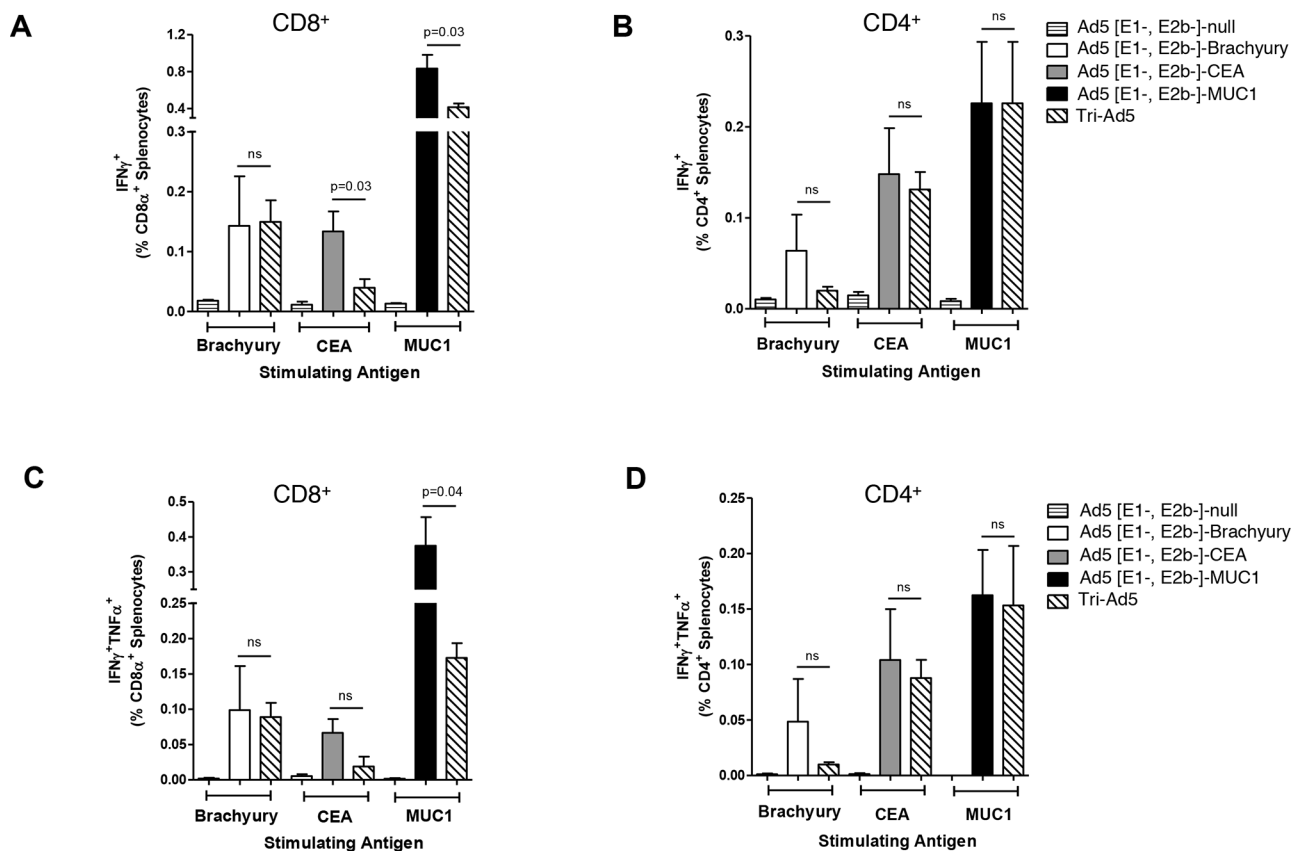 A
CD8+
IFNγ+
(% CD8α+ Splenocytes)
1.2
0.8
0.4
0.3
0.2
0.1
0.0
ns
p=0.03
p=0.03
Brachyury
CEA
MUC1
Stimulating Antigen
B
CD4+
IFNγ+
(% CD4+ Splenocytes)
0.3
0.2
0.1
0.0
ns
ns
ns
Brachyury
CEA
MUC1
Stimulating Antigen
Ad5 [E1-, E2b-]-null
Ad5 [E1-, E2b-]-Brachyury
Ad5 [E1-, E2b-]-CEA
Ad5 [E1-, E2b-]-MUC1
Tri-Ad5
C
CD8+
IFNγ+TNFα+
(% CD8α+ Splenocytes)
0.5
0.4
0.3
0.25
0.20
0.15
0.10
0.05
0.00
ns
ns
p=0.04
Brachyury
CEA
MUC1
Stimulating Antigen
D
CD4+
IFNγ+TNFα+
(% CD4+ Splenocytes)
0.25
0.20
0.15
0.10
0.05
0.00
ns
ns
ns
Brachyury
CEA
MUC1
Stimulating Antigen
Ad5 [E1-, E2b-]-null
Ad5 [E1-, E2b-]-Brachyury
Ad5 [E1-, E2b-]-CEA
Ad5 [E1-, E2b-]-MUC1
Tri-Ad5